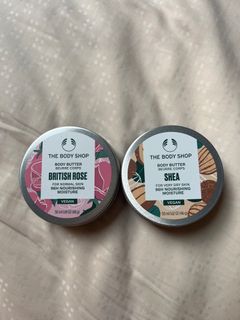 THE BODY SHOP
BODY BUTTER
BEURRE CORPS
BRITISH ROSE
FOR NORMAL SKIN
96H NOURISHING
MOISTURE
VEGAN
THE BODY SHOP
BODY BUTTER
BEURRE CORPS
SHEA
FOR VERY DRY SKIN
96H NOURISHING
MOISTURE
VEGAN